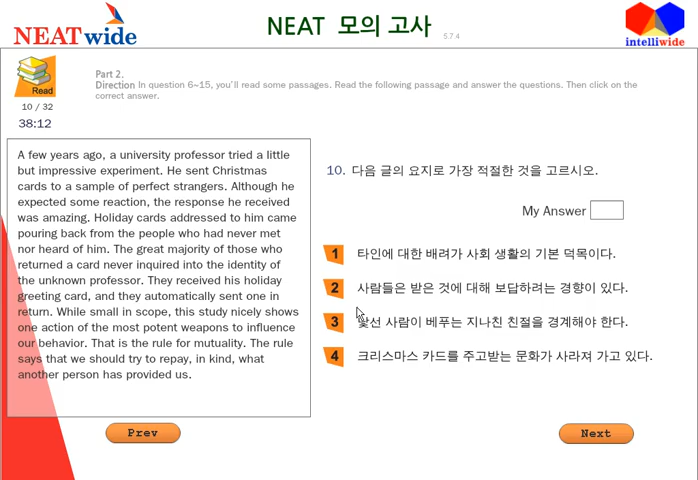 NEATwide
NEAT 모의 고사
5.7.4
intelliwide
Read
10 / 32
38:12
Part 2.
Direction In question 6~15, you'll read some passages. Read the following passage and answer the questions. Then click on the
correct answer.
A few years ago, a university professor tried a little
but impressive experiment. He sent Christmas
cards to a sample of perfect strangers. Although he
expected some reaction, the response he received
was amazing. Holiday cards addressed to him came
pouring back from the people who had never met
nor heard of him. The great majority of those who
returned a card never inquired into the identity of
the unknown professor. They received his holiday
greeting card, and they automatically sent one in
return. While small in scope, this study nicely shows
one action of the most potent weapons to influence
our behavior. That is the rule for mutuality. The rule
says that we should try to repay, in kind, what
another person has provided us.
10. 다음 글의 요지로 가장 적절한 것을 고르시오.
My Answer
1 타인에 대한 배려가 사회 생활의 기본 덕목이다.
2 사람들은 받은 것에 대해 보답하려는 경향이 있다.
3 낯선 사람이 베푸는 지나친 친절을 경계해야 한다.
4 크리스마스 카드를 주고받는 문화가 사라져 가고 있다.
Prev
Next